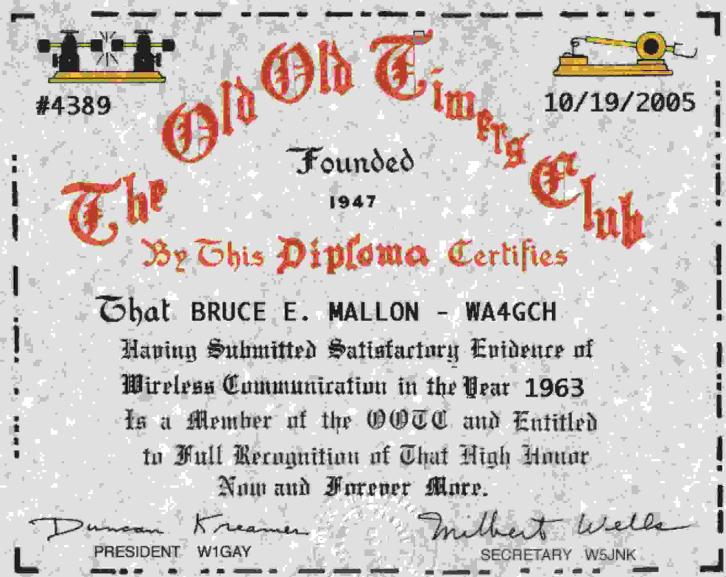 #4389
10/19/2005
The Old Old Timers Club
Founded
1947
By This Diploma Certifies
That BRUCE E. MALLON - WA4GCH
Having Submitted Satisfactory Evidence of
Wireless Communication in the Year 1963
Is a Member of the OOTC and Entitled
to Full Recognition of That High Honor
Now and Forever More.
Duncan Kreamer
Milbert Wells
PRESIDENT W1GAY
SECRETARY W5JNK